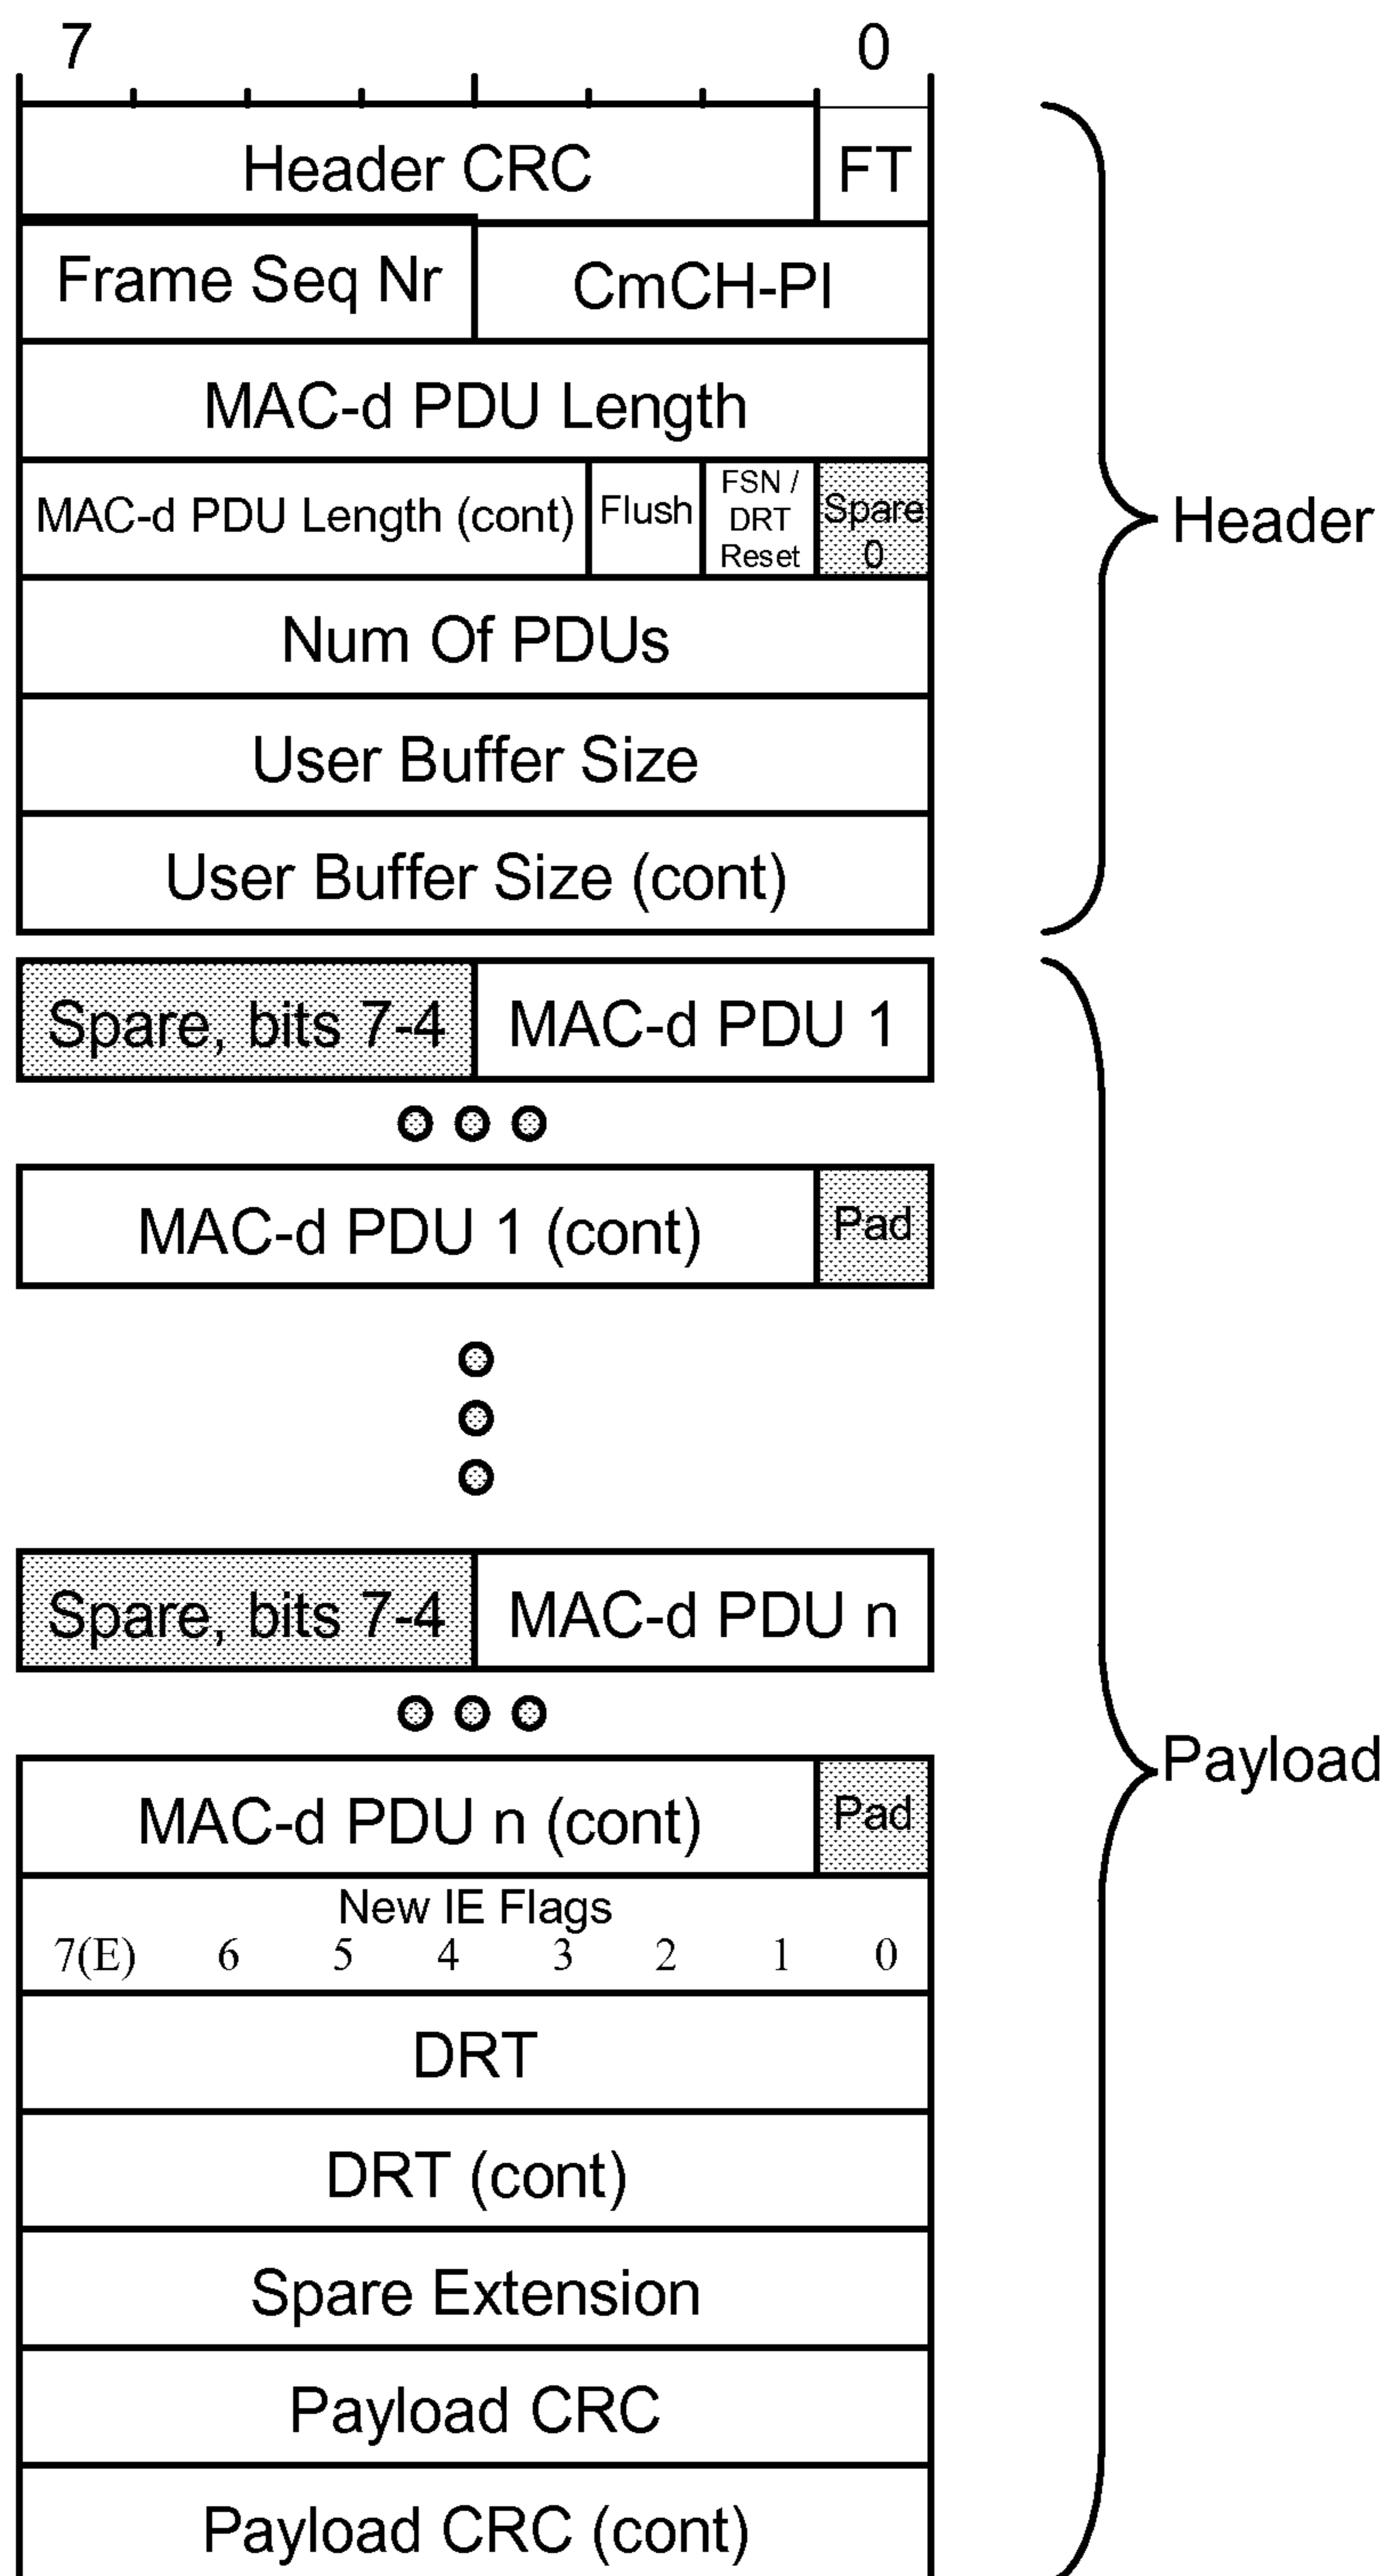 7 0
Header CRC FT
Frame Seq Nr CmCH-PI
MAC-d PDU Length
MAC-d PDU Length (cont) Flush FSN / DRT Reset Spare 0
Header
Num Of PDUs
User Buffer Size
User Buffer Size (cont)
Spare, bits 7-4 MAC-d PDU 1
MAC-d PDU 1 (cont) Pad
Spare, bits 7-4 MAC-d PDU n
Payload
MAC-d PDU n (cont) Pad
New IE Flags
7(E) 6 5 4 3 2 1 0
DRT
DRT (cont)
Spare Extension
Payload CRC
Payload CRC (cont)